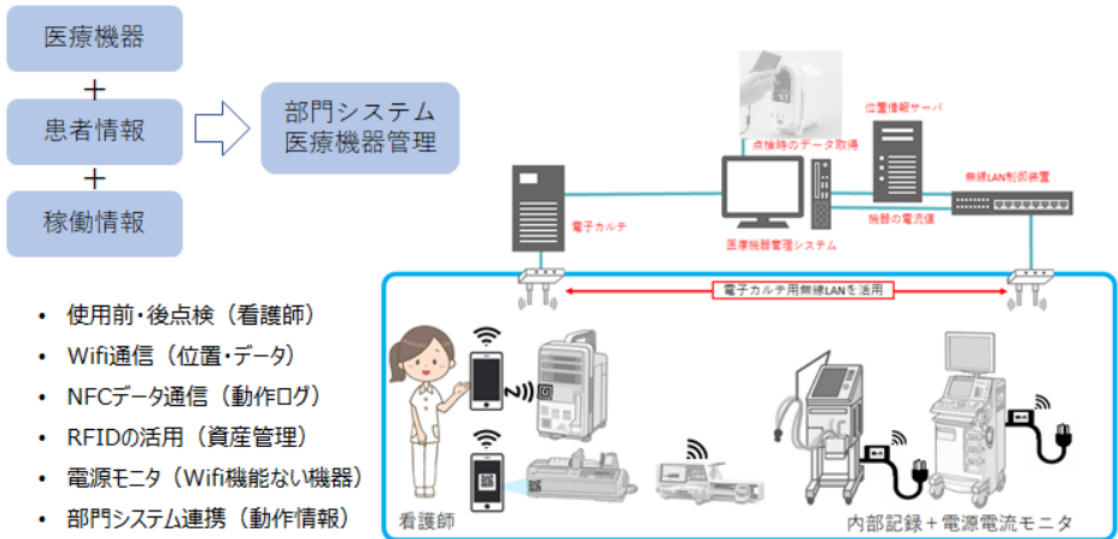 医療機器
+
患者情報
+
稼働情報
部門システム
医療機器管理
点検時のデータ取得
位置情報サーバ
無線LAN制御装置
電子カルテ
医療機器管理システム
機器の電流値
電子カルテ用無線LANを活用
• 使用前・後点検（看護師）
• Wifi通信（位置・データ）
• NFCデータ通信（動作ログ）
• RFIDの活用（資産管理）
• 電源モニタ（Wifi機能ない機器）
• 部門システム連携（動作情報）
看護師
内部記録＋電源電流モニタ